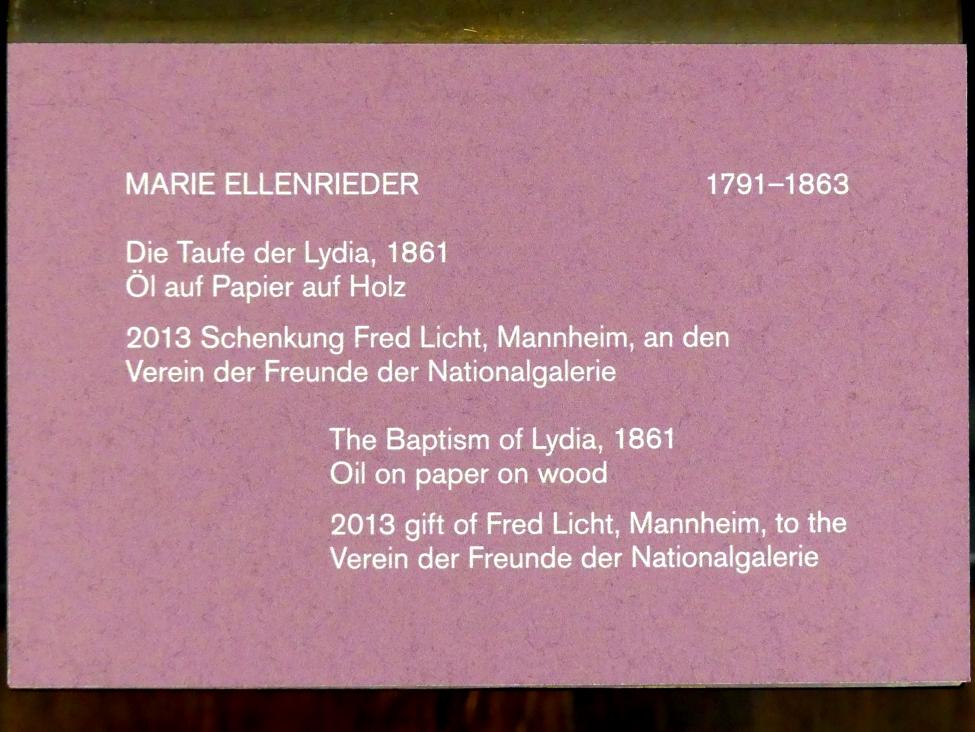 MARIE ELLENRIEDER 1791–1863
Die Taufe der Lydia, 1861
Öl auf Papier auf Holz
2013 Schenkung Fred Licht, Mannheim, an den
Verein der Freunde der Nationalgalerie
The Baptism of Lydia, 1861
Oil on paper on wood
2013 gift of Fred Licht, Mannheim, to the
Verein der Freunde der Nationalgalerie